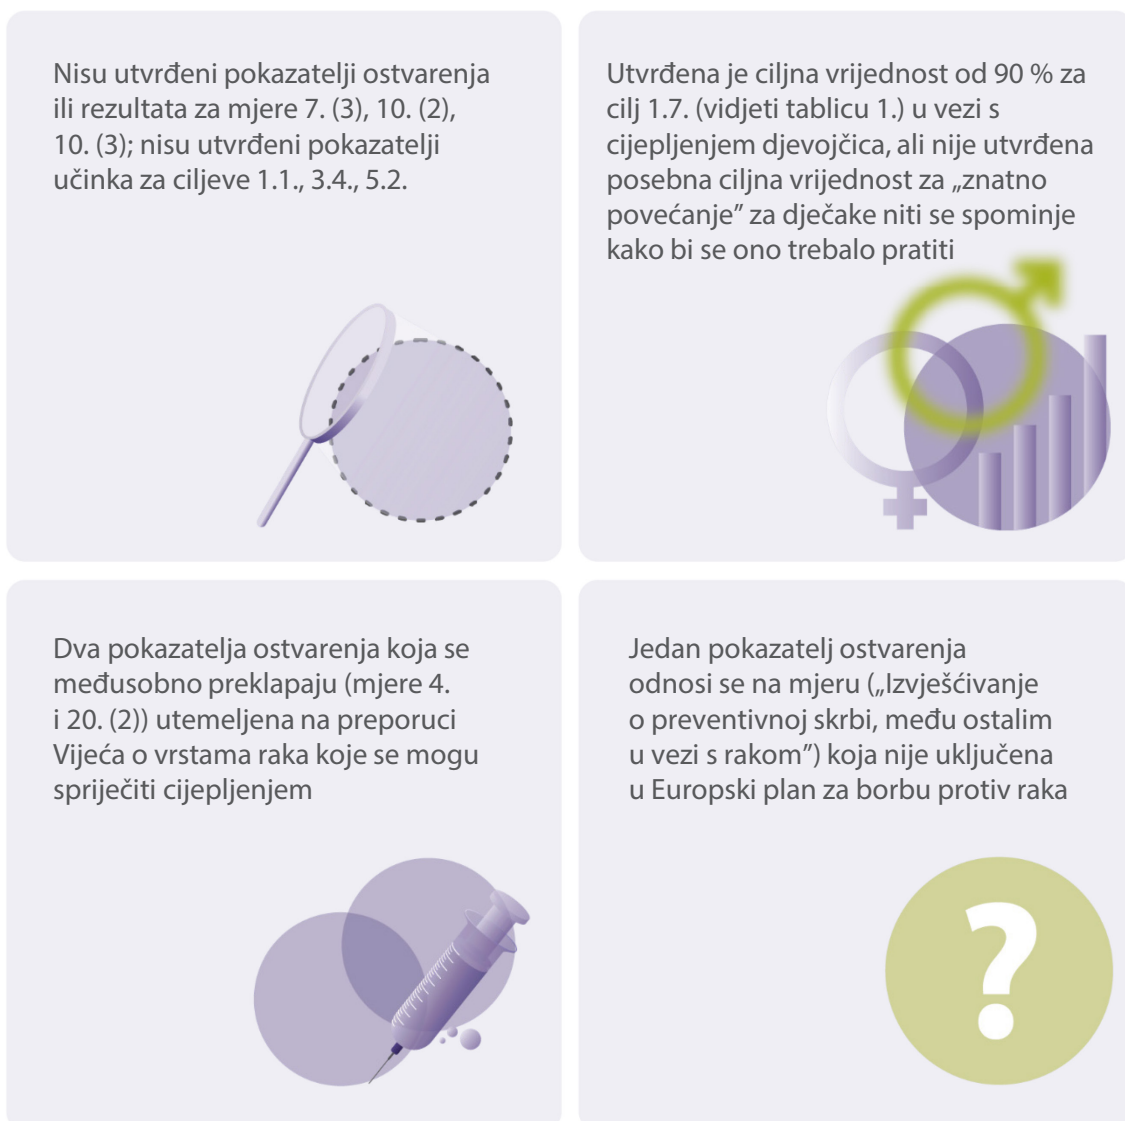 Nisu utvrđeni pokazatelji ostvarenja
ili rezultata za mjere 7. (3), 10. (2),
10. (3); nisu utvrđeni pokazatelji
učinka za ciljeve 1.1., 3.4., 5.2.
Utvrđena je ciljna vrijednost od 90 % za
cilj 1.7. (vidjeti tablicu 1.) u vezi s
cijepljenjem djevojčica, ali nije utvrđena
posebna ciljna vrijednost za „znatno
povećanje” za dječake niti se spominje
kako bi se ono trebalo pratiti
Dva pokazatelja ostvarenja koja se
međusobno preklapaju (mjere 4.
i 20. (2)) utemeljena na preporuci
Vijeća o vrstama raka koje se mogu
spriječiti cijepljenjem
Jedan pokazatelj ostvarenja
odnosi se na mjeru („Izvješćivanje
o preventivnoj skrbi, među ostalim
u vezi s rakom”) koja nije uključena
u Europski plan za borbu protiv raka
?